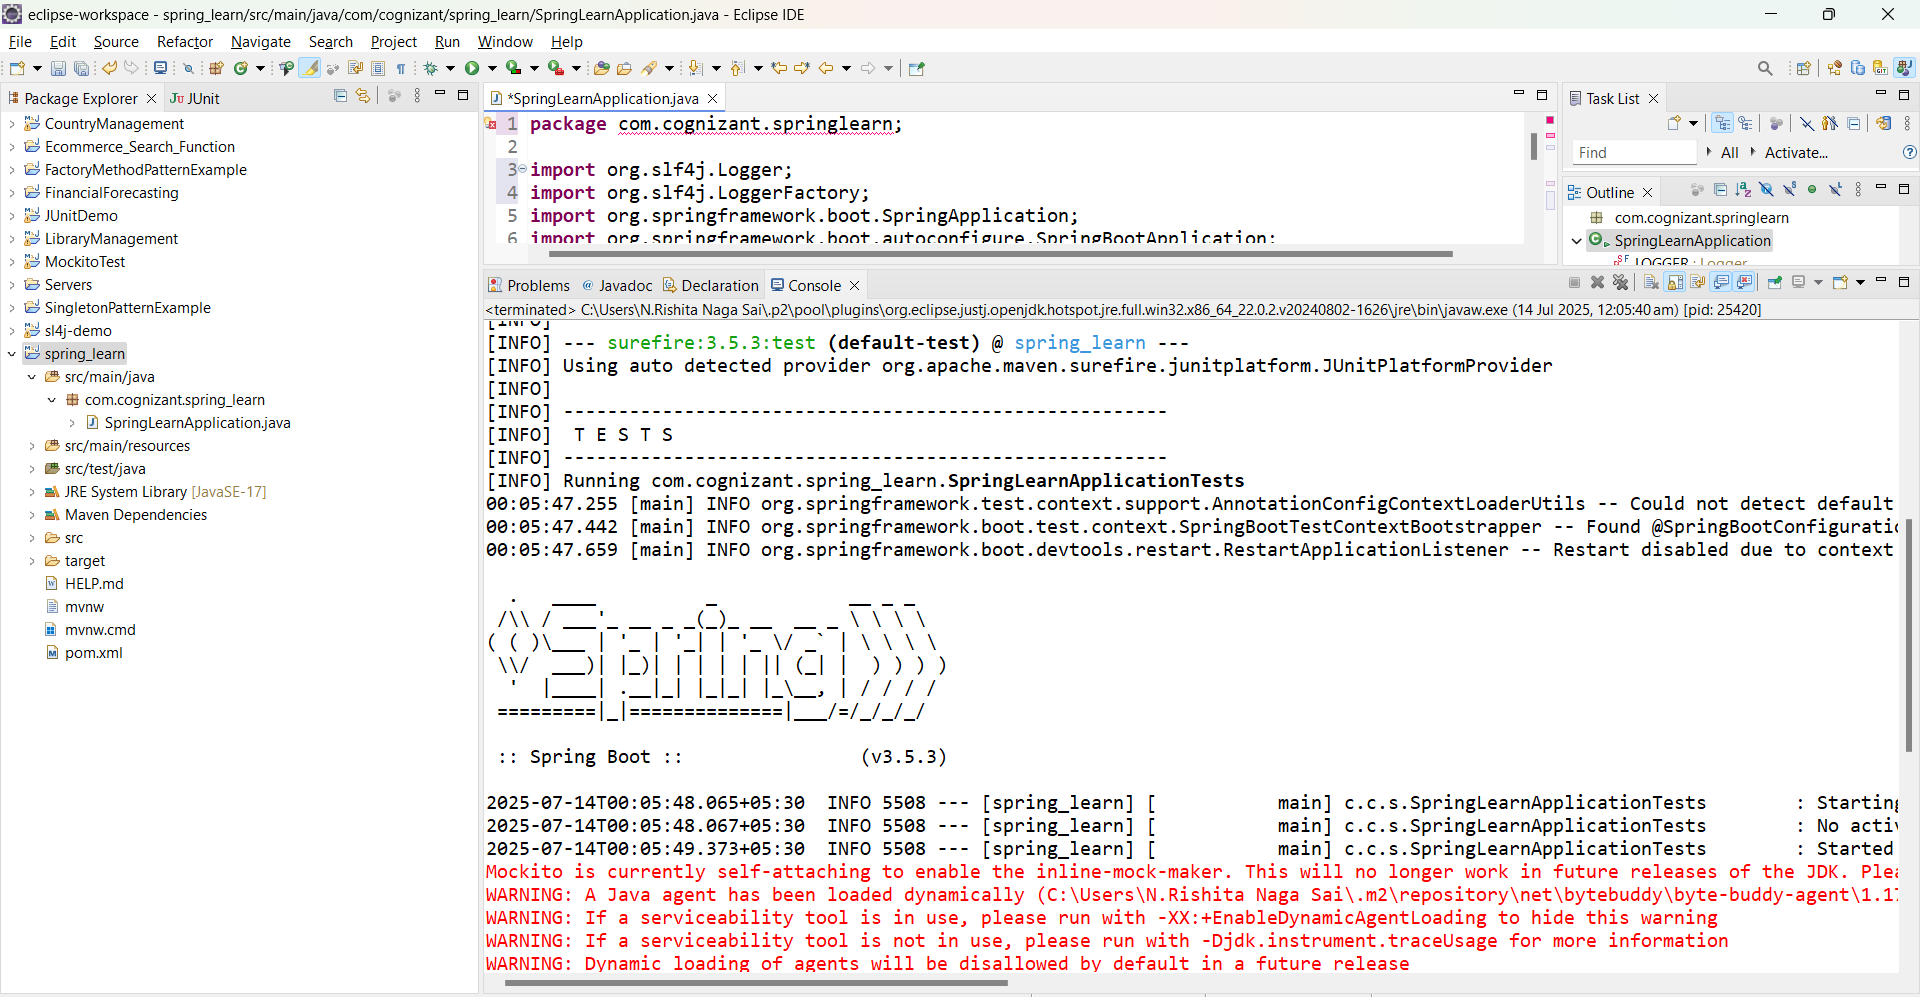 eclipse-workspace - spring_learn/src/main/java/com/cognizant/spring_learn/SpringLearnApplication.java - Eclipse IDE
File Edit Source Refactor Navigate Search Project Run Window Help
Package Explorer
JUnit
CountryManagement
Ecommerce_Search_Function
FactoryMethodPatternExample
FinancialForecasting
JUnitDemo
LibraryManagement
MockitoTest
Servers
SingletonPatternExample
sl4j-demo
spring_learn
src/main/java
com.cognizant.spring_learn
SpringLearnApplication.java
src/main/resources
src/test/java
JRE System Library [JavaSE-17]
Maven Dependencies
src
target
HELP.md
mvnw
mvnw.cmd
pom.xml
*SpringLearnApplication.java
1 package com.cognizant.springlearn;
2
3 import org.slf4j.Logger;
4 import org.slf4j.LoggerFactory;
5 import org.springframework.boot.SpringApplication;
6 import org.springframework.boot.autoconfigure.SpringBootApplication;
Task List
Find All Activate...
Outline
com.cognizant.springlearn
SpringLearnApplication
LOGGER : Logger
Problems Javadoc Declaration Console
<terminated> C:\Users\N.Rishita Naga Sai\.p2\pool\plugins\org.eclipse.justj.openjdk.hotspot.jre.full.win32.x86_64_22.0.2.v20240802-1626\jre\bin\javaw.exe (14 Jul 2025, 12:05:40 am) [pid: 25420]
[INFO]
[INFO] --- surefire:3.5.3:test (default-test) @ spring_learn ---
[INFO] Using auto detected provider org.apache.maven.surefire.junitplatform.JUnitPlatformProvider
[INFO]
[INFO] -------------------------------------------------------
[INFO]  T E S T S
[INFO] -------------------------------------------------------
[INFO] Running com.cognizant.spring_learn.SpringLearnApplicationTests
00:05:47.255 [main] INFO org.springframework.test.context.support.AnnotationConfigContextLoaderUtils -- Could not detect default
00:05:47.442 [main] INFO org.springframework.boot.test.context.SpringBootTestContextBootstrapper -- Found @SpringBootConfiguratio
00:05:47.659 [main] INFO org.springframework.boot.devtools.restart.RestartApplicationListener -- Restart disabled due to context
Spring
:: Spring Boot :: (v3.5.3)
2025-07-14T00:05:48.065+05:30  INFO 5508 --- [spring_learn] [           main] c.c.s.SpringLearnApplicationTests        : Starting
2025-07-14T00:05:48.067+05:30  INFO 5508 --- [spring_learn] [           main] c.c.s.SpringLearnApplicationTests        : No activ
2025-07-14T00:05:49.373+05:30  INFO 5508 --- [spring_learn] [           main] c.c.s.SpringLearnApplicationTests        : Started
Mockito is currently self-attaching to enable the inline-mock-maker. This will no longer work in future releases of the JDK. Plea
WARNING: A Java agent has been loaded dynamically (C:\Users\N.Rishita Naga Sai\.m2\repository\net\bytebuddy\byte-buddy-agent\1.17
WARNING: If a serviceability tool is in use, please run with -XX:+EnableDynamicAgentLoading to hide this warning
WARNING: If a serviceability tool is not in use, please run with -Djdk.instrument.traceUsage for more information
WARNING: Dynamic loading of agents will be disallowed by default in a future release